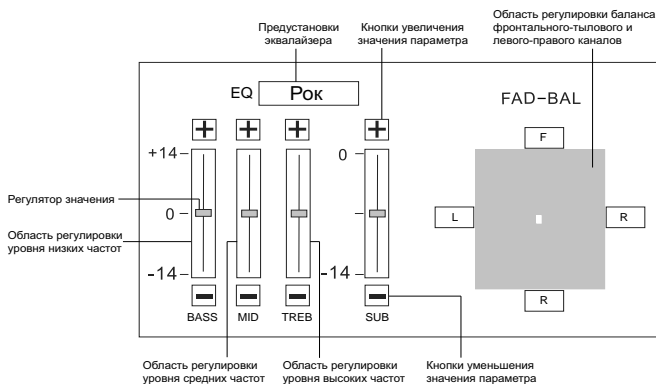 Предустановки
эквалайзера
Кнопки увеличения
значения параметра
Область регулировки баланса
фронтального-тылового и
левого-правого каналов
EQ
Рок
FAD-BAL
F
+14
0
Регулятор значения
0
L
R
Область регулировки
уровня низких частот
-14
-14
R
BASS
MID
TREB
SUB
Область регулировки
уровня средних частот
Область регулировки
уровня высоких частот
Кнопки уменьшения
значения параметра